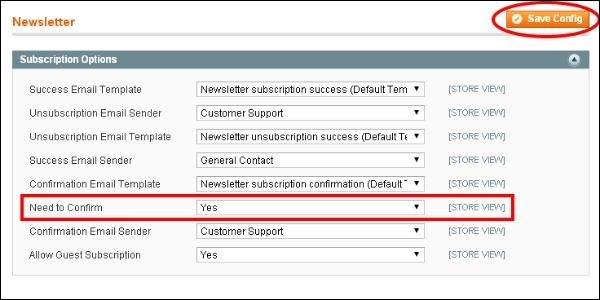 Newsletter
Save Config
Subscription Options
Success Email Template Newsletter subscription success (Default Tem [STORE VIEW]
Unsubscription Email Sender Customer Support [STORE VIEW]
Unsubscription Email Template Newsletter unsubscription success (Default Te [STORE VIEW]
Success Email Sender General Contact [STORE VIEW]
Confirmation Email Template Newsletter subscription confirmation (Default T [STORE VIEW]
Need to Confirm Yes [STORE VIEW]
Confirmation Email Sender Customer Support [STORE VIEW]
Allow Guest Subscription Yes [STORE VIEW]